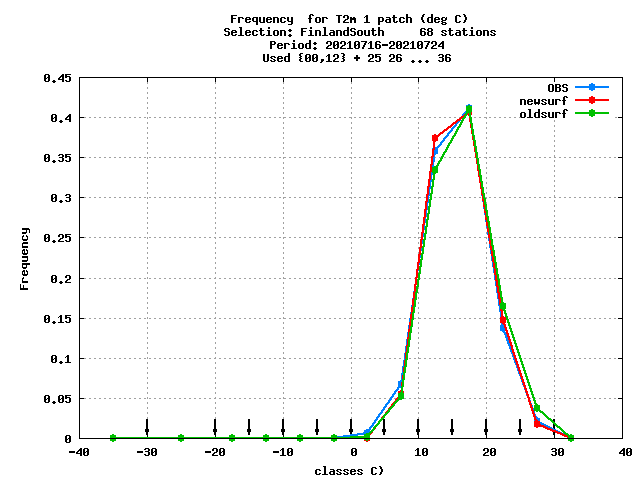 Frequency  for T2m 1 patch (deg C)
Selection: FinlandSouth     68 stations
Period: 20210716-20210724
Used {00,12} + 25 26 ... 36
OBS
newsurf
oldsurf
Frequency
0.45
0.4
0.35
0.3
0.25
0.2
0.15
0.1
0.05
0
-40 -30 -20 -10 0 10 20 30 40
classes C)